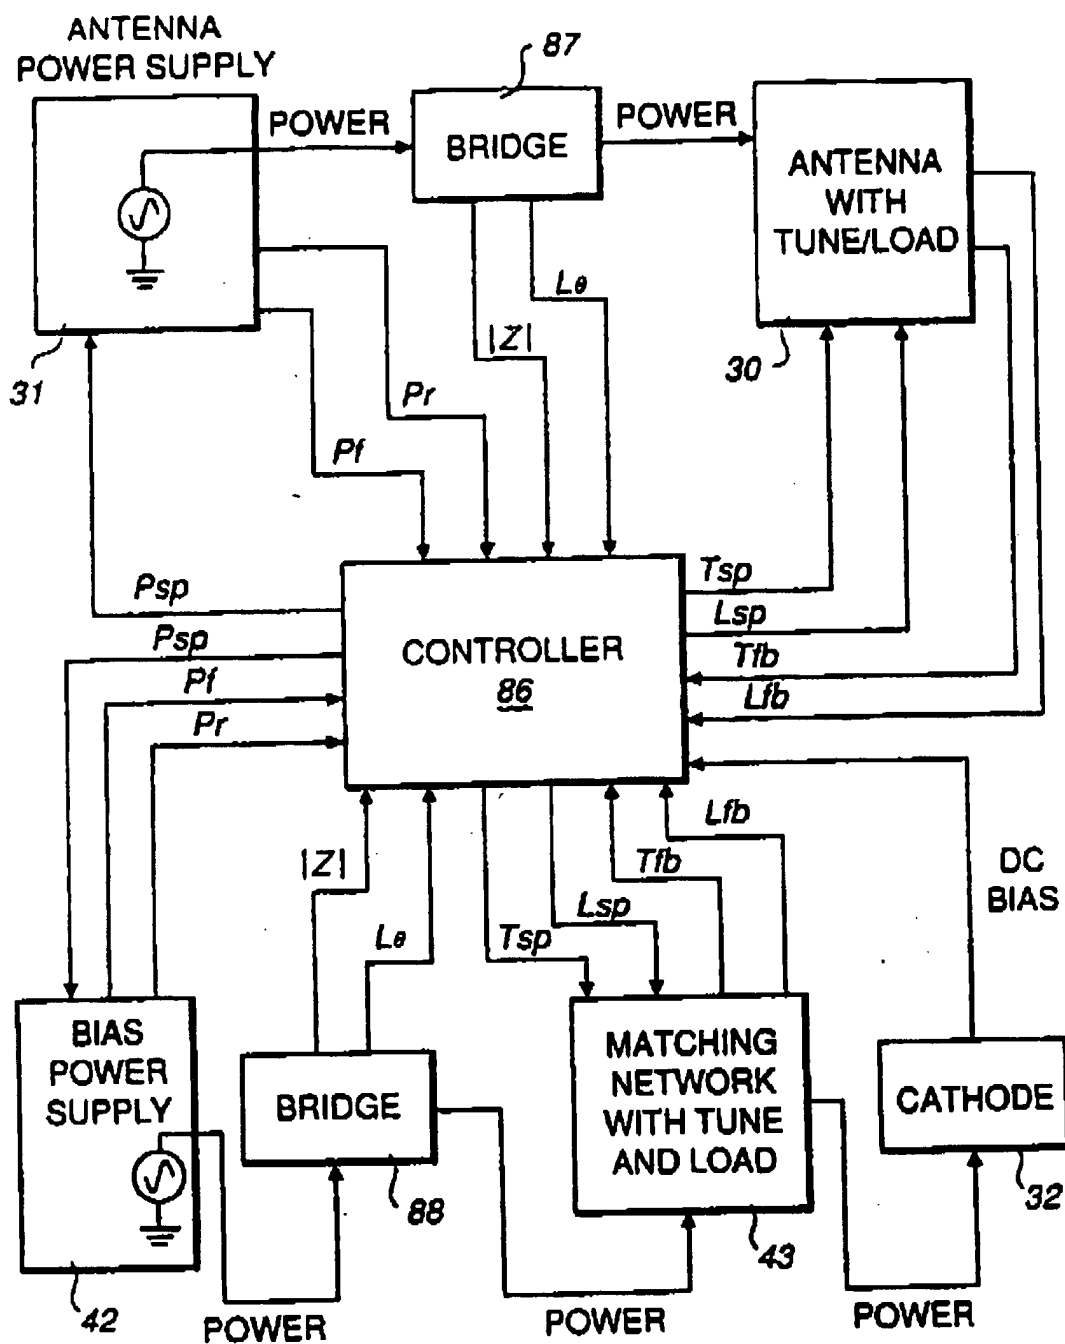 ANTENNA
POWER SUPPLY
87
POWER
BRIDGE
POWER
ANTENNA
WITH
TUNE/LOAD
Lθ
|Z|
31
30
Pr
Pf
Psp
Tsp
Psp
Lsp
CONTROLLER
86
Tfb
Pf
Lfb
Pr
Lfb
|Z|
Tfb
DC
BIAS
Lθ
Tsp
Lsp
BIAS
POWER
SUPPLY
BRIDGE
MATCHING
NETWORK
WITH TUNE
AND LOAD
CATHODE
88
32
43
42
POWER
POWER
POWER